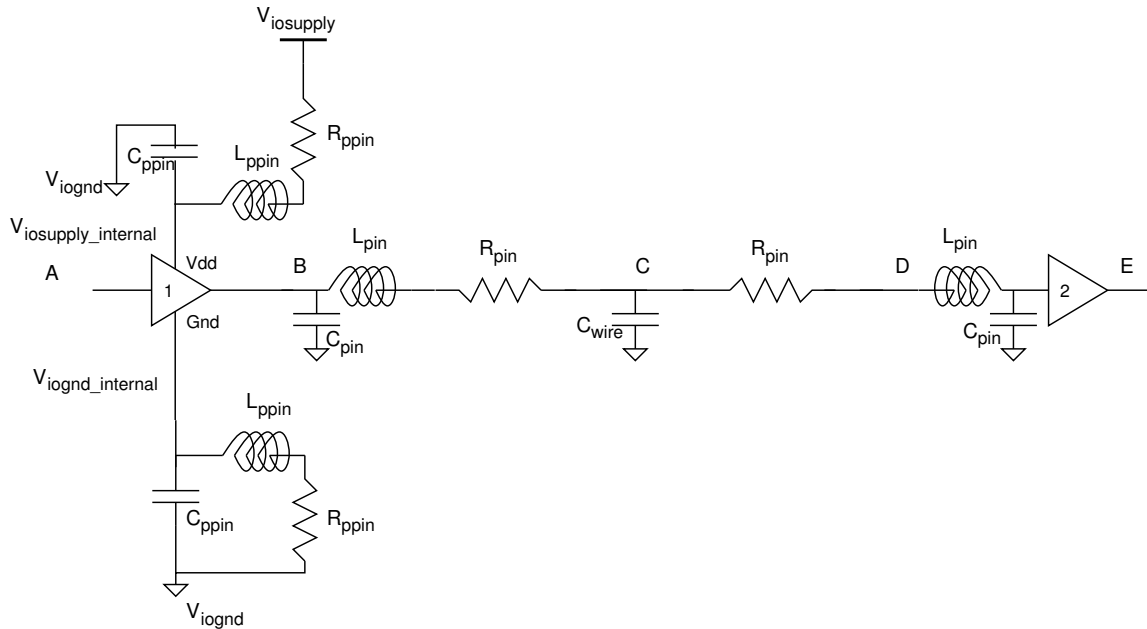 V_iosupply
R_ppin
C_ppin
L_ppin
V_iognd
V_iosupply_internal
A
Vdd
1
Gnd
B
L_pin
R_pin
C
R_pin
D
L_pin
2
E
C_pin
C_wire
C_pin
V_iognd_internal
L_ppin
C_ppin
R_ppin
V_iognd